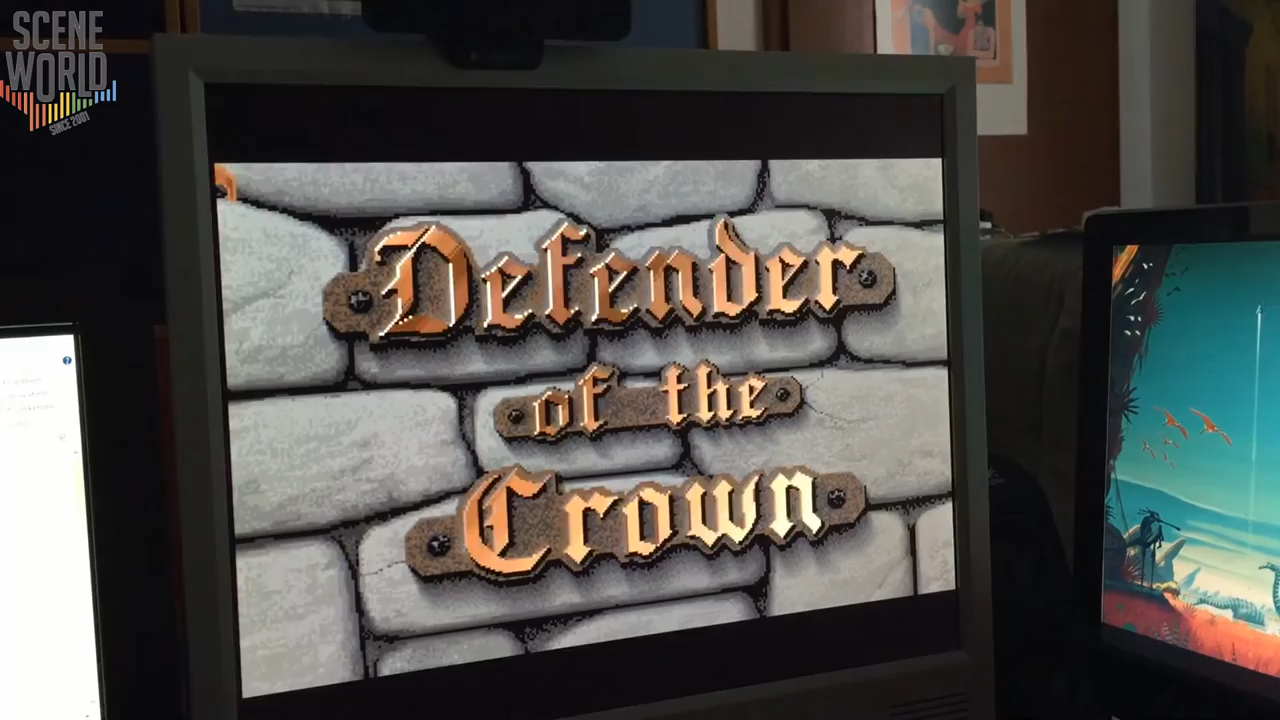 SCENE
WORLD
SINCE 2001
Defender
of the
Crown